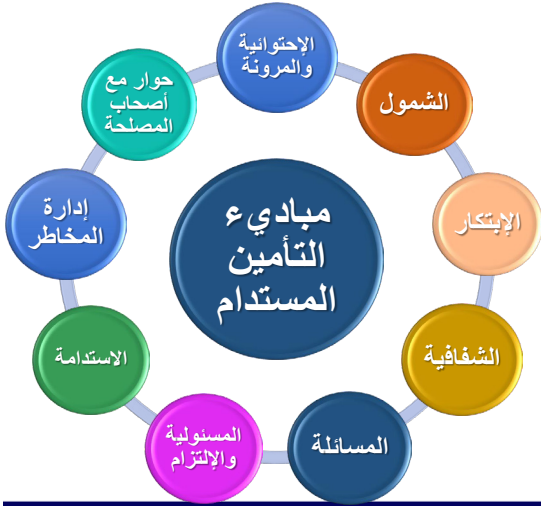 الإحتوائية
والمرونة
الشمول
الإبتكار
الشفافية
المسائلة
المسئولية
والإلتزام
الاستدامة
إدارة
المخاطر
حوار مع
أصحاب
المصلحة
مباديء
التأمين
المستدام